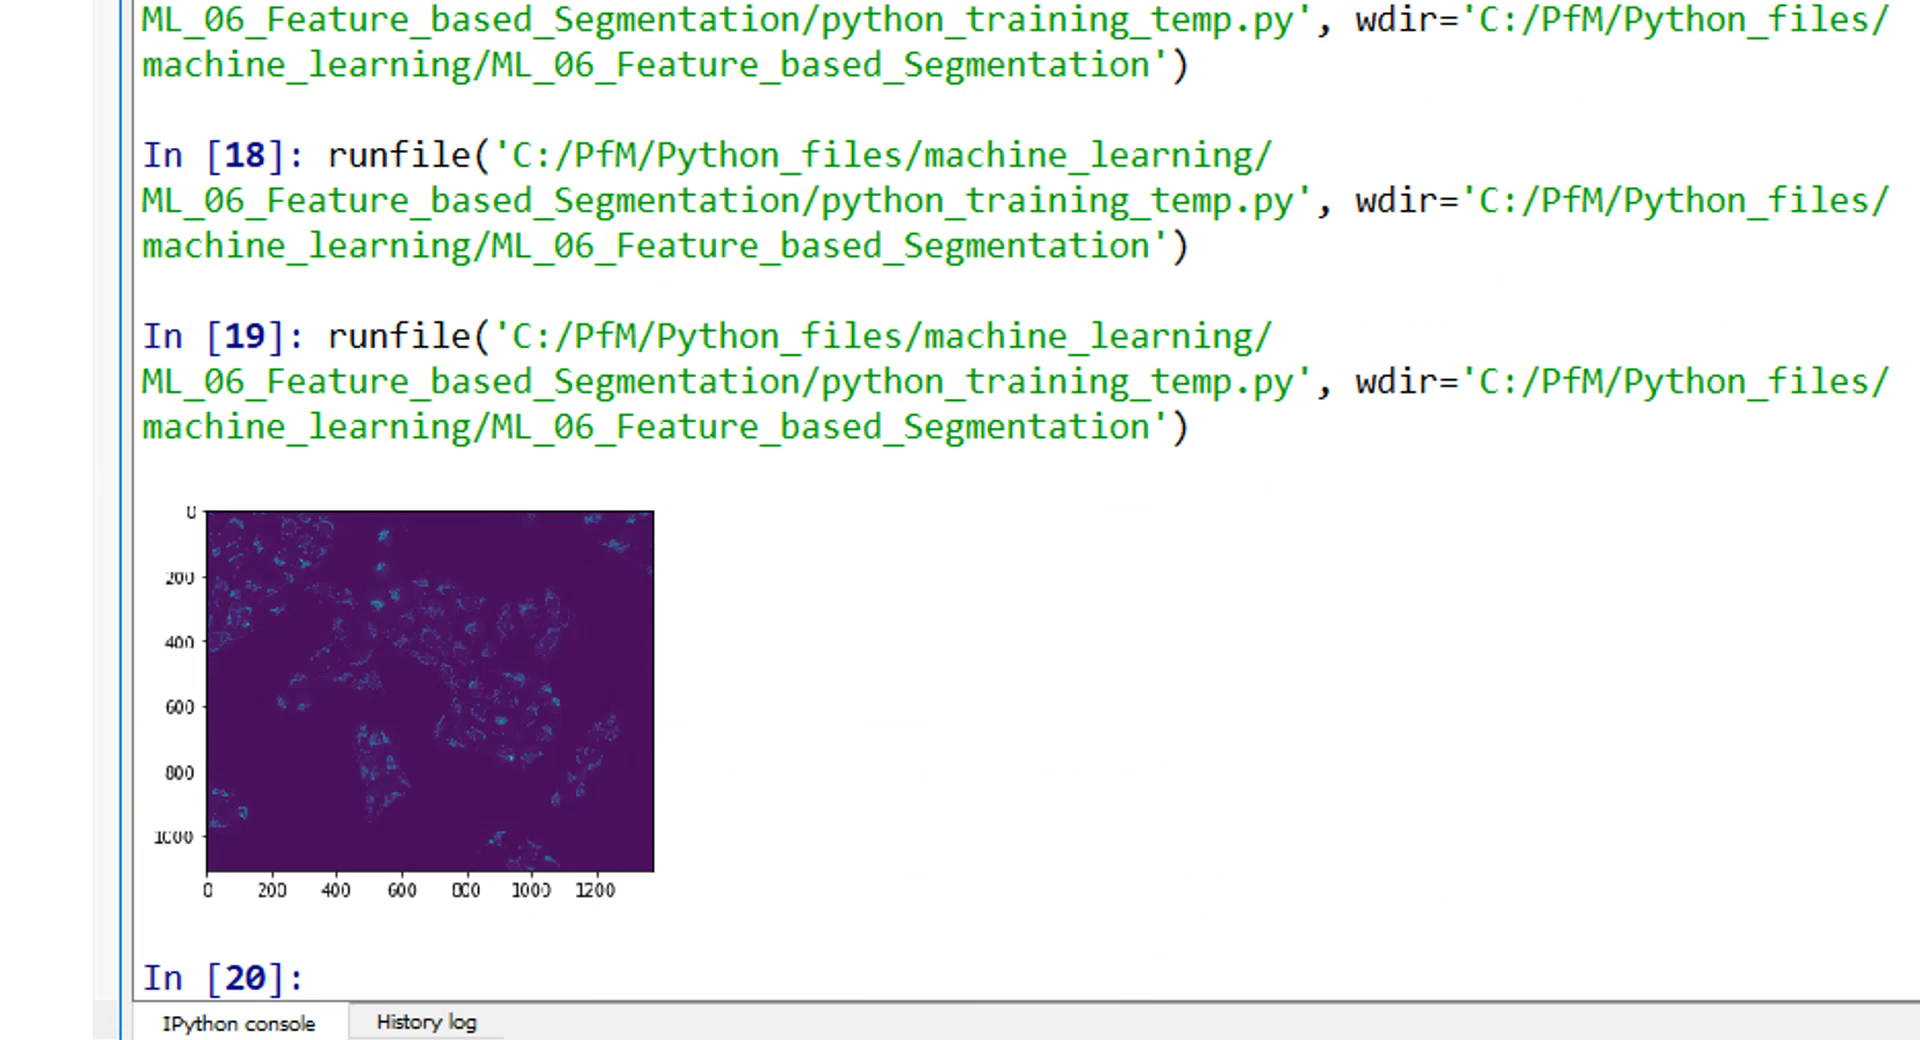 ML_06_Feature_based_Segmentation/python_training_temp.py', wdir='C:/PfM/Python_files/
machine_learning/ML_06_Feature_based_Segmentation')
In [18]: runfile('C:/PfM/Python_files/machine_learning/
ML_06_Feature_based_Segmentation/python_training_temp.py', wdir='C:/PfM/Python_files/
machine_learning/ML_06_Feature_based_Segmentation')
In [19]: runfile('C:/PfM/Python_files/machine_learning/
ML_06_Feature_based_Segmentation/python_training_temp.py', wdir='C:/PfM/Python_files/
machine_learning/ML_06_Feature_based_Segmentation')
0
200
400
600
800
1000
0 200 400 600 800 1000 1200
In [20]:
IPython console History log